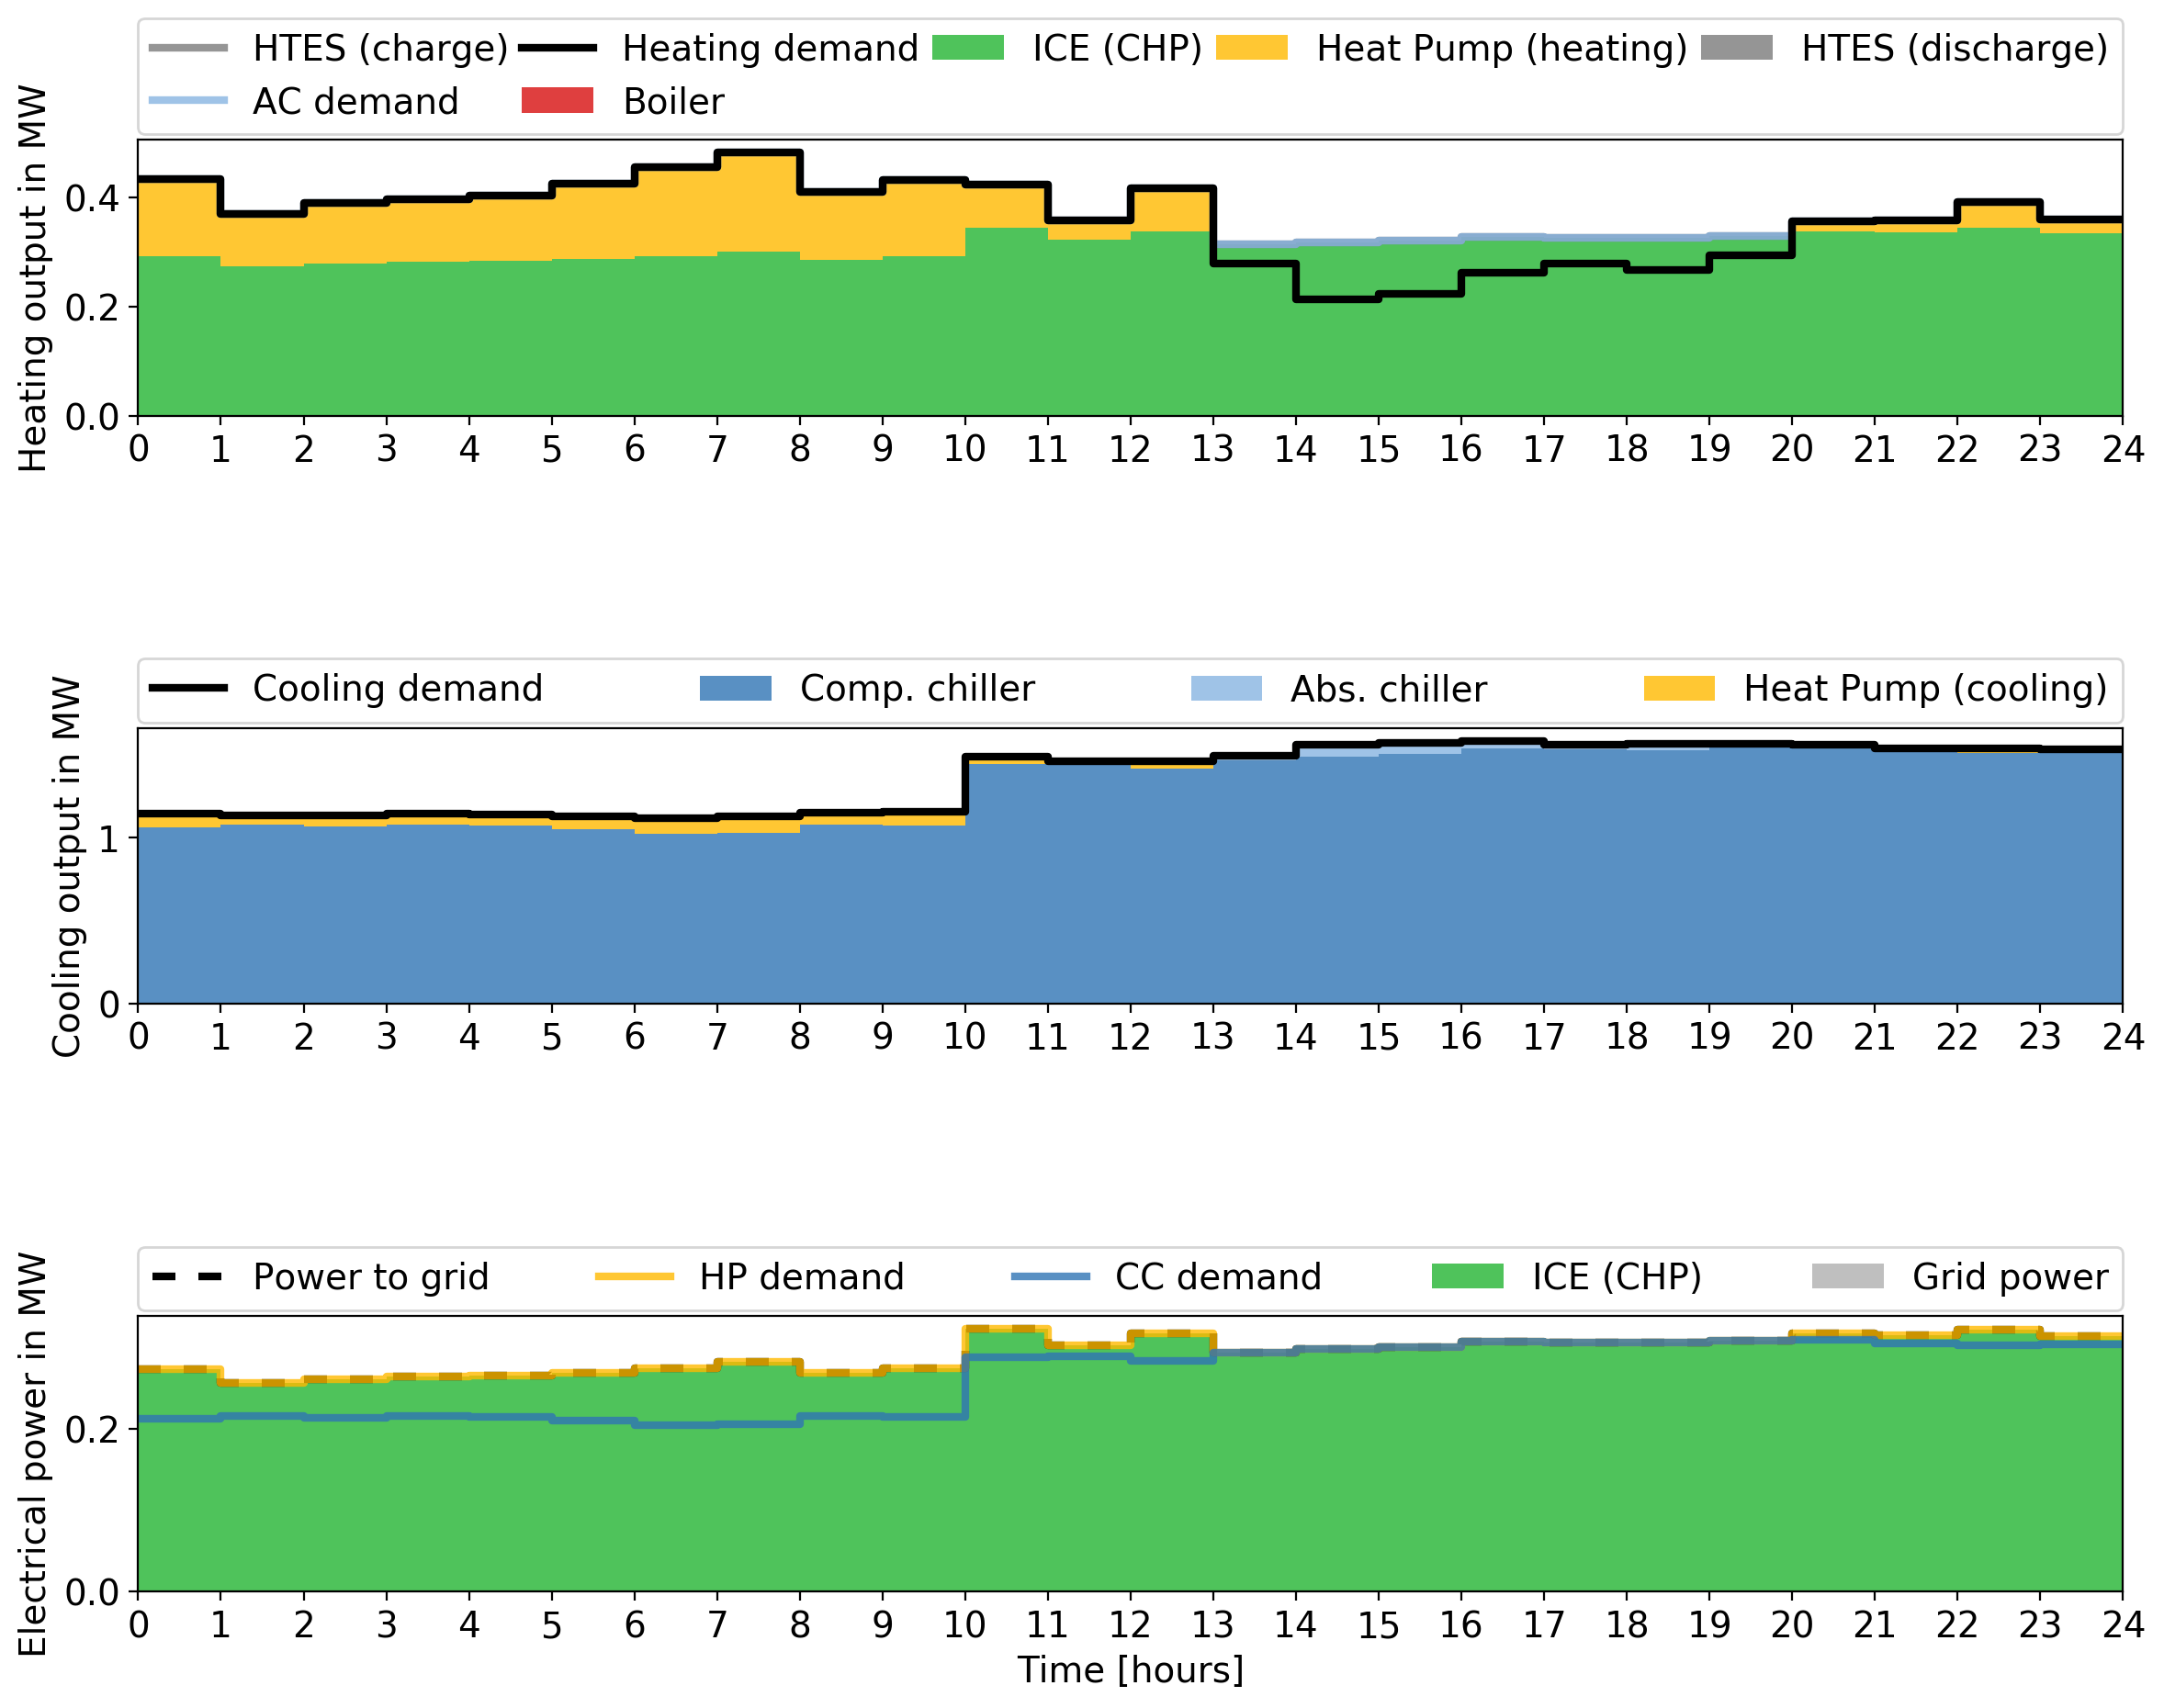 HTES (charge) Heating demand ICE (CHP) Heat Pump (heating) HTES (discharge)
AC demand Boiler
Heating output in MW
0.4
0.2
0.0
0 1 2 3 4 5 6 7 8 9 10 11 12 13 14 15 16 17 18 19 20 21 22 23 24
Cooling demand Comp. chiller Abs. chiller Heat Pump (cooling)
Cooling output in MW
1
0
0 1 2 3 4 5 6 7 8 9 10 11 12 13 14 15 16 17 18 19 20 21 22 23 24
Power to grid HP demand CC demand ICE (CHP) Grid power
Electrical power in MW
0.2
0.0
0 1 2 3 4 5 6 7 8 9 10 11 12 13 14 15 16 17 18 19 20 21 22 23 24
Time [hours]